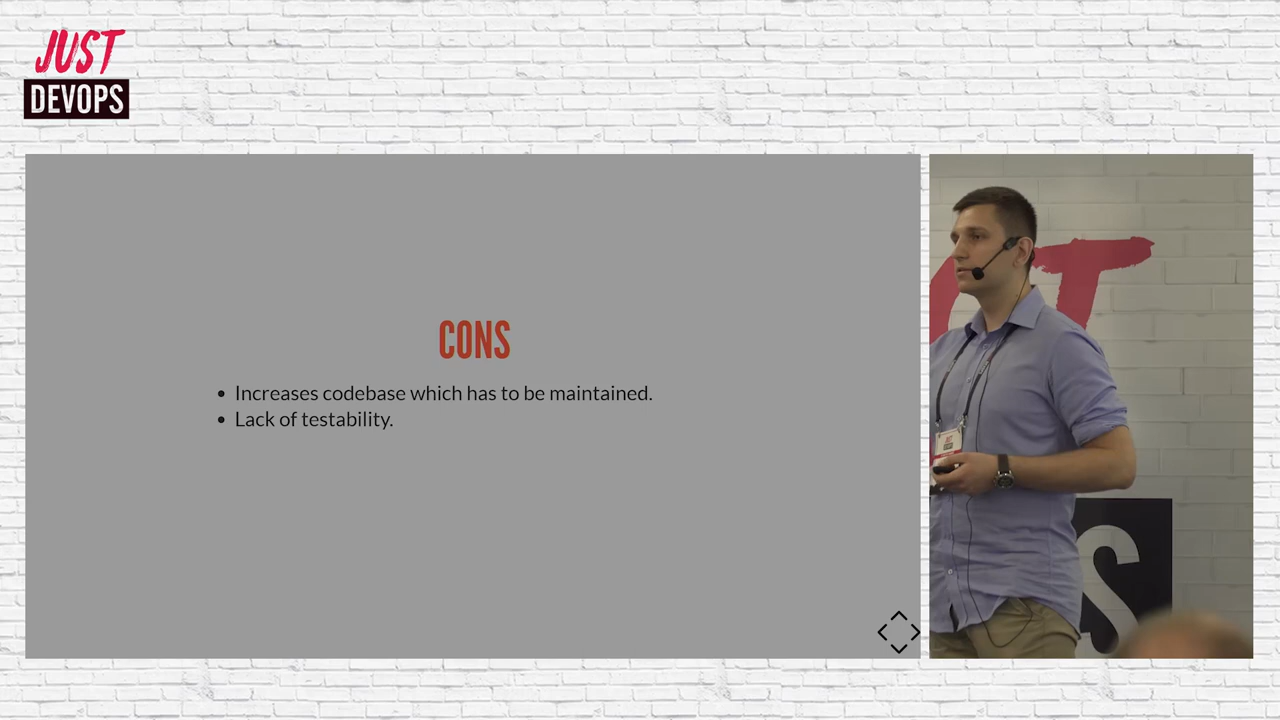 JUST
DEVOPS
CONS
• Increases codebase which has to be maintained.
• Lack of testability.